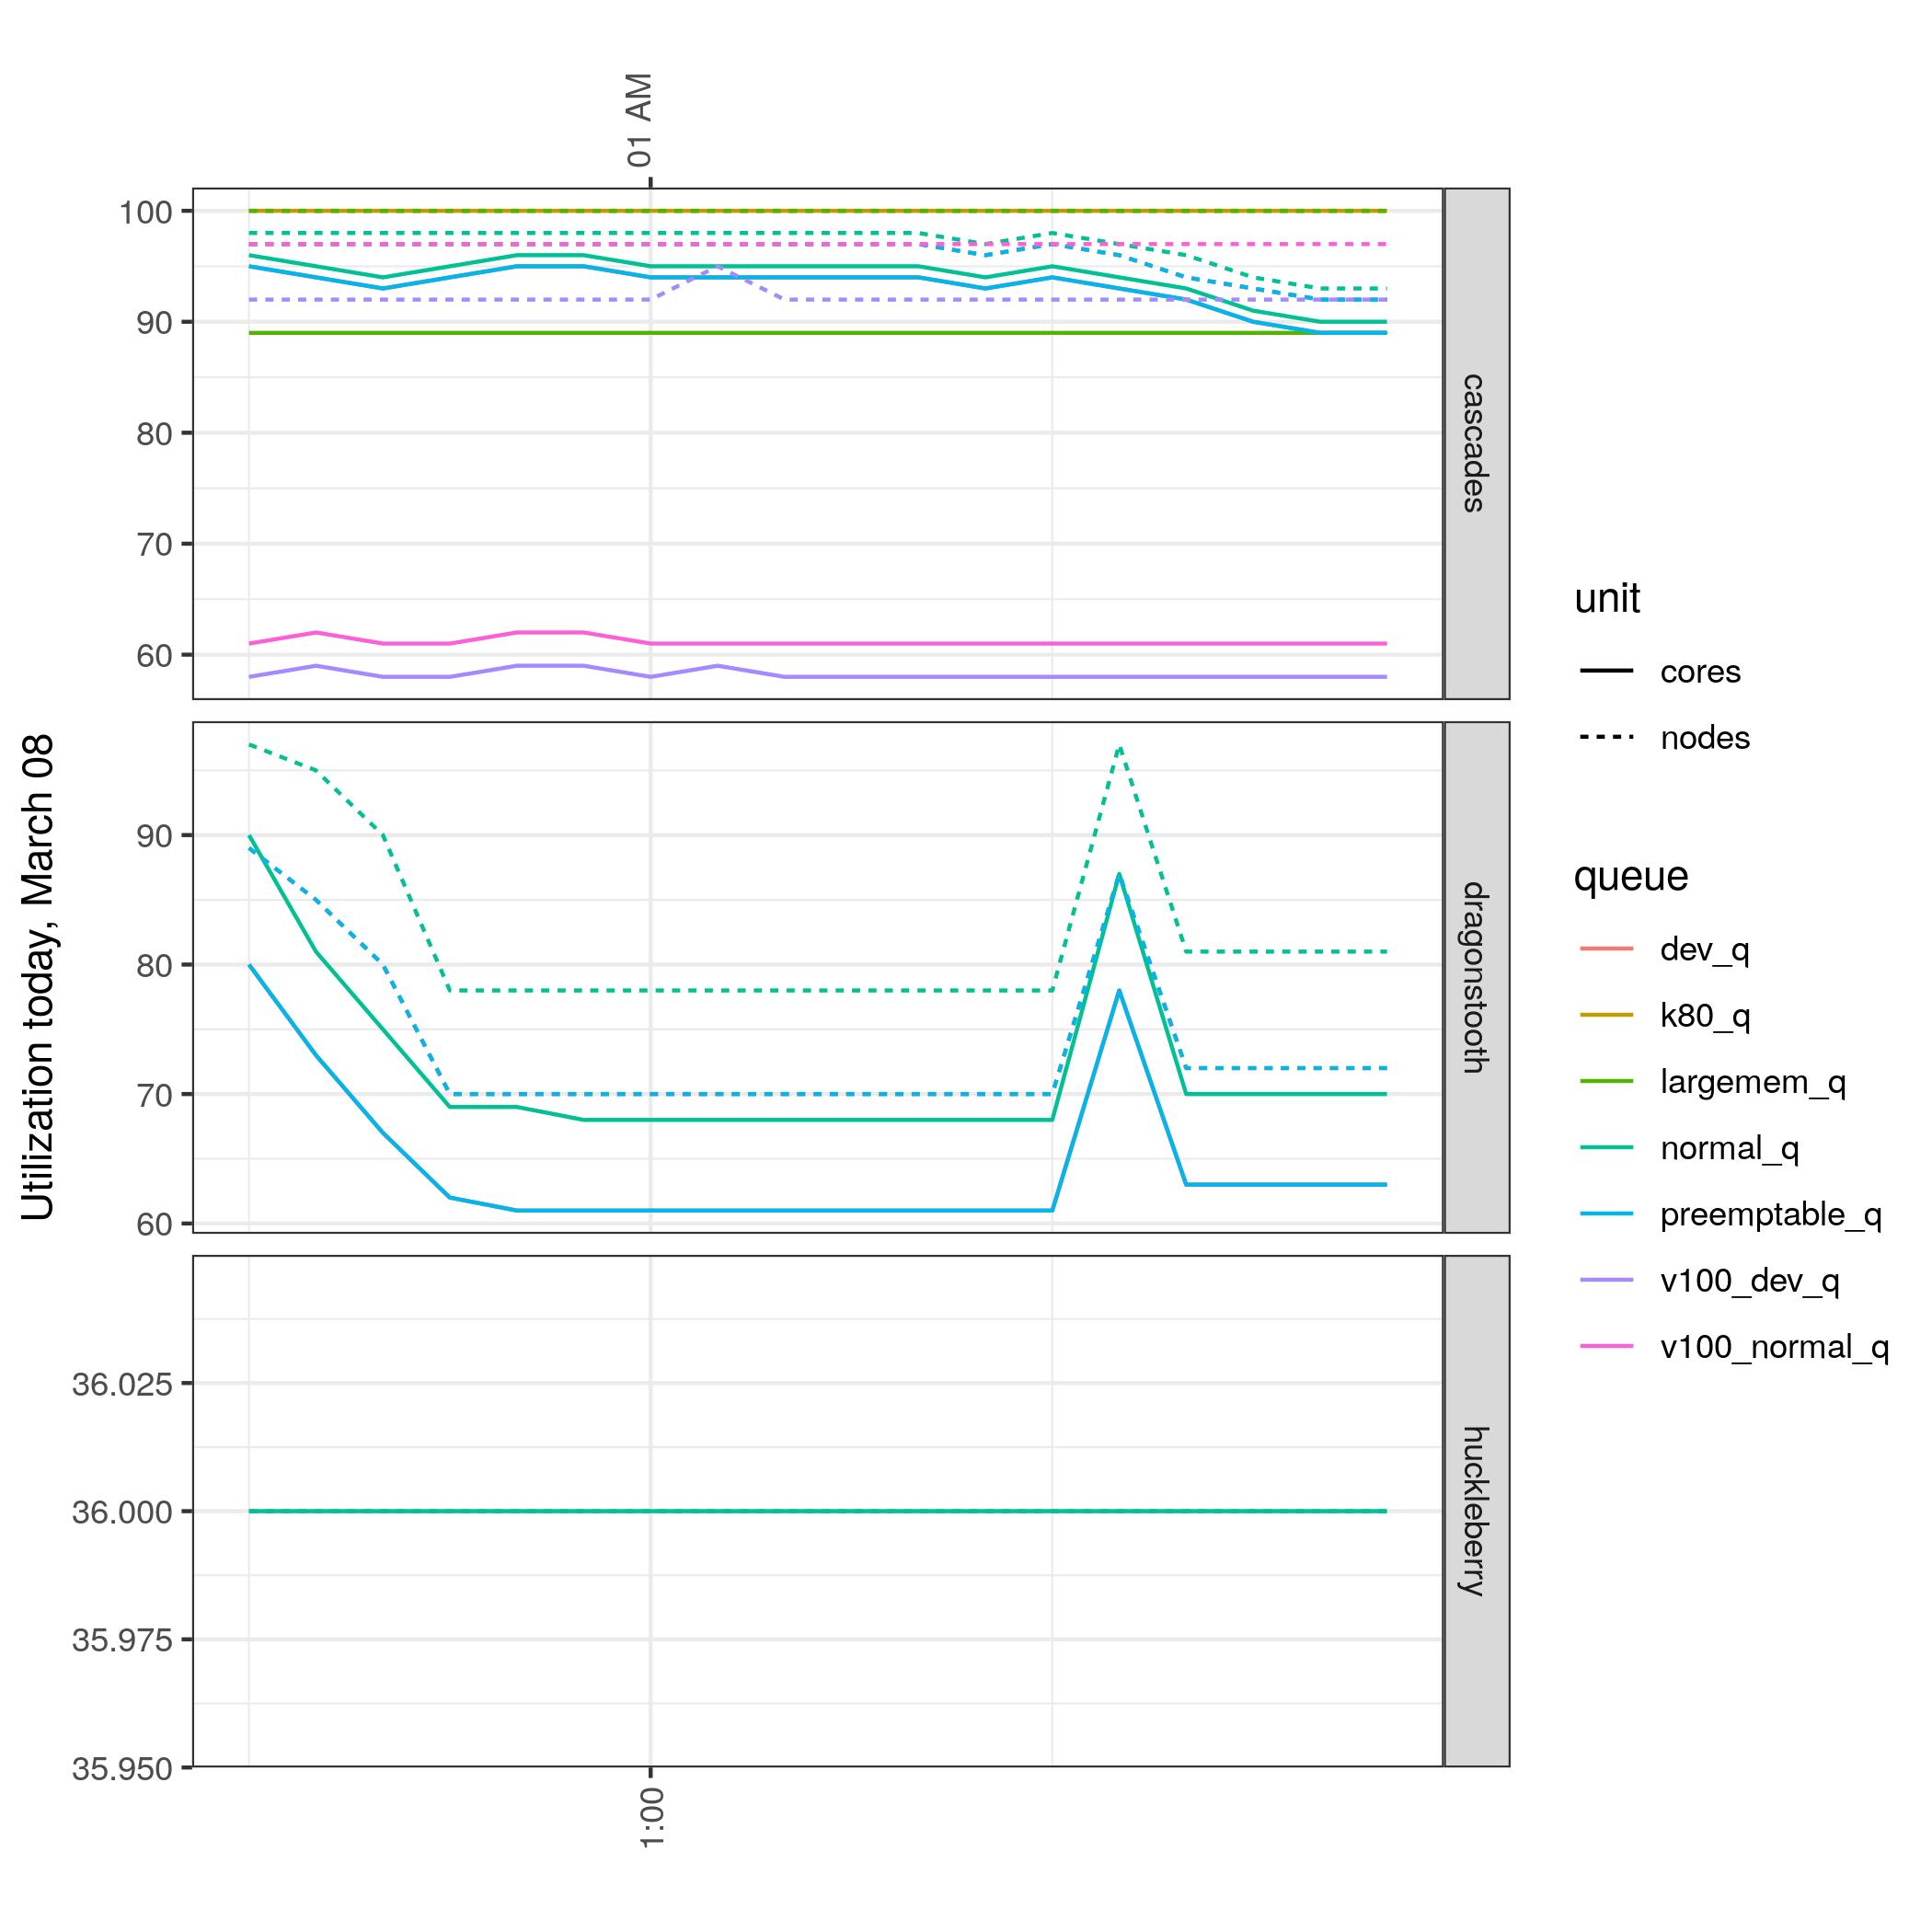 01 AM
100
90
80
70
60
cascades
90
80
70
60
dragonstooth
36.025
36.000
35.975
35.950
huckleberry
1:00
Utilization today, March 08
unit
cores
nodes
queue
dev_q
k80_q
largemem_q
normal_q
preemptable_q
v100_dev_q
v100_normal_q